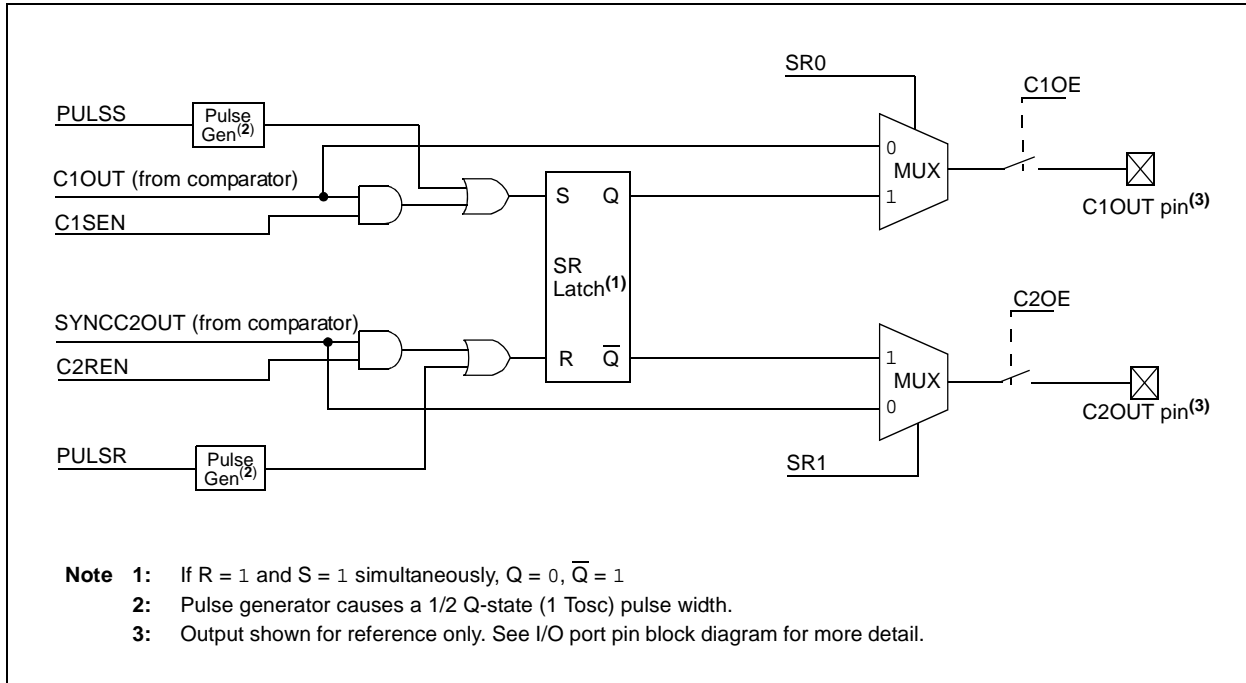 SR0
C1OE
PULSS
Pulse
Gen(2)
C1OUT (from comparator)
0
MUX
S Q
1
C1OUT pin(3)
C1SEN
SR
Latch(1)
C2OE
SYNCC2OUT (from comparator)
R Q̅
1
MUX
C2REN
0
C2OUT pin(3)
PULSR
Pulse
Gen(2)
SR1
Note 1: If R = 1 and S = 1 simultaneously, Q = 0, Q̅ = 1
2: Pulse generator causes a 1/2 Q-state (1 Tosc) pulse width.
3: Output shown for reference only. See I/O port pin block diagram for more detail.